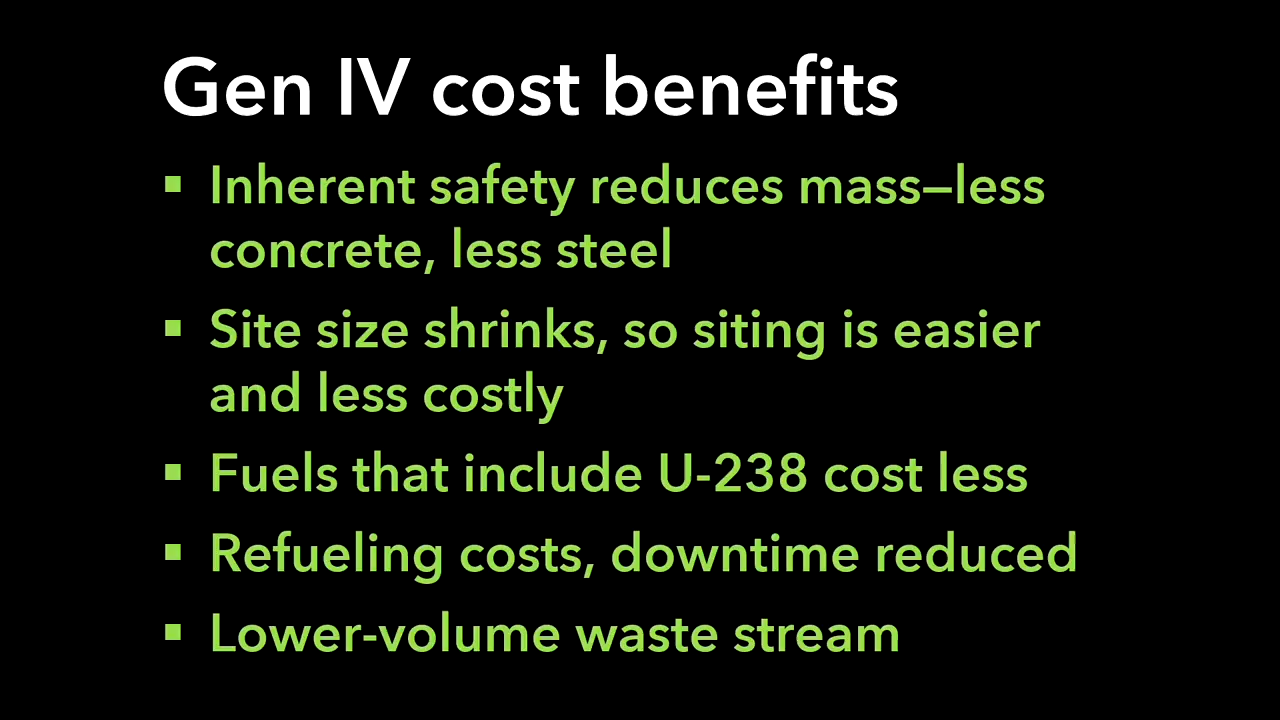 Gen IV cost benefits
▪ Inherent safety reduces mass—less
concrete, less steel
▪ Site size shrinks, so siting is easier
and less costly
▪ Fuels that include U-238 cost less
▪ Refueling costs, downtime reduced
▪ Lower-volume waste stream